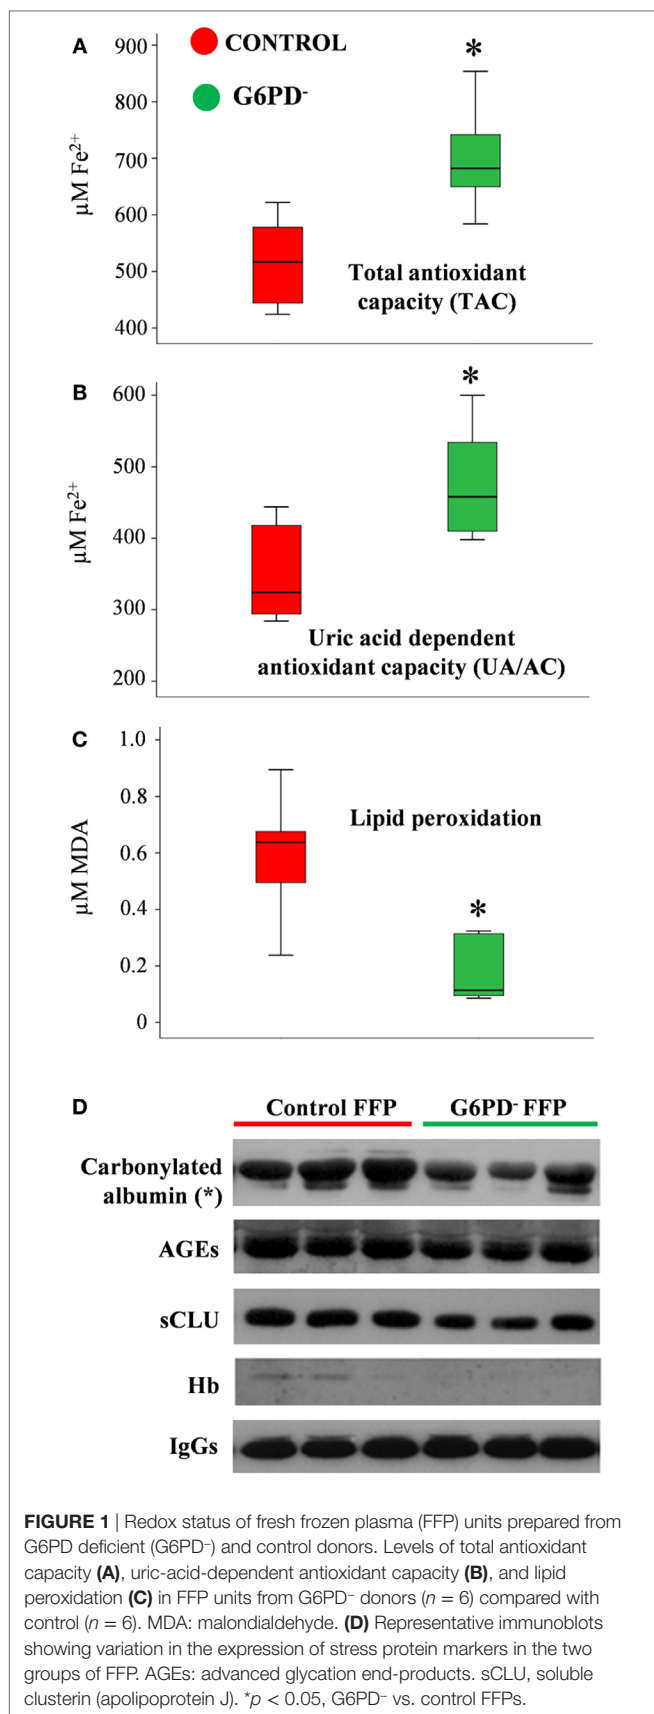 A
900
CONTROL
*
800
G6PD-
700
600
500
400
μM Fe2+
Total antioxidant
capacity (TAC)
B
600
*
500
400
300
200
μM Fe2+
Uric acid dependent
antioxidant capacity (UA/AC)
C
1.0
0.8
0.6
0.4
0.2
0
μM MDA
Lipid peroxidation
*
D
Control FFP
G6PD- FFP
Carbonylated
albumin (*)
AGEs
sCLU
Hb
IgGs
FIGURE 1 | Redox status of fresh frozen plasma (FFP) units prepared from
G6PD deficient (G6PD–) and control donors. Levels of total antioxidant
capacity (A), uric-acid-dependent antioxidant capacity (B), and lipid
peroxidation (C) in FFP units from G6PD– donors (n = 6) compared with
control (n = 6). MDA: malondialdehyde. (D) Representative immunoblots
showing variation in the expression of stress protein markers in the two
groups of FFP. AGEs: advanced glycation end-products. sCLU, soluble
clusterin (apolipoprotein J). *p < 0.05, G6PD– vs. control FFPs.